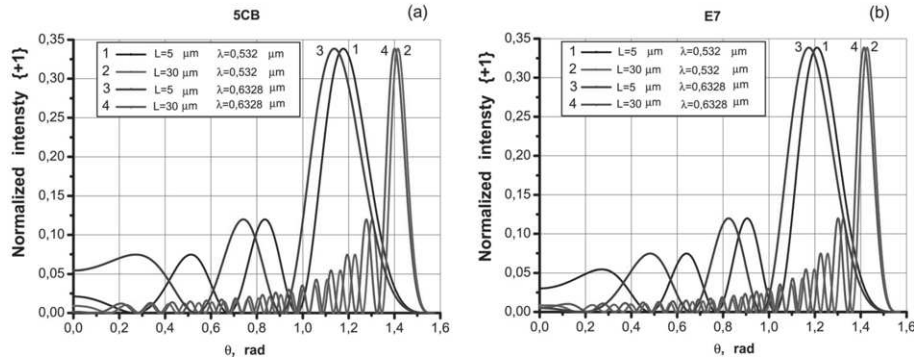 5CB
(a)
Normalized intensty {+1}
0,35
0,30
0,25
0,20
0,15
0,10
0,05
0,00
1 L=5 μm λ=0,532 μm
2 L=30 μm λ=0,532 μm
3 L=5 μm λ=0,6328 μm
4 L=30 μm λ=0,6328 μm
3 1 4 2
0,0 0,2 0,4 0,6 0,8 1,0 1,2 1,4 1,6
θ, rad
E7
(b)
Normalized intensty {+1}
0,35
0,30
0,25
0,20
0,15
0,10
0,05
0,00
1 L=5 μm λ=0,532 μm
2 L=30 μm λ=0,532 μm
3 L=5 μm λ=0,6328 μm
4 L=30 μm λ=0,6328 μm
3 1 4 2
0,0 0,2 0,4 0,6 0,8 1,0 1,2 1,4 1,6
θ, rad